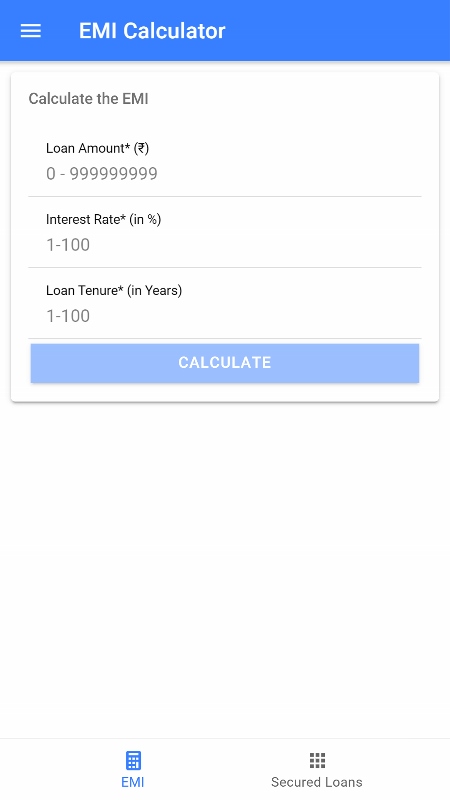 EMI Calculator
Calculate the EMI
Loan Amount* (₹)
0 - 999999999
Interest Rate* (in %)
1-100
Loan Tenure* (in Years)
1-100
CALCULATE
EMI
Secured Loans